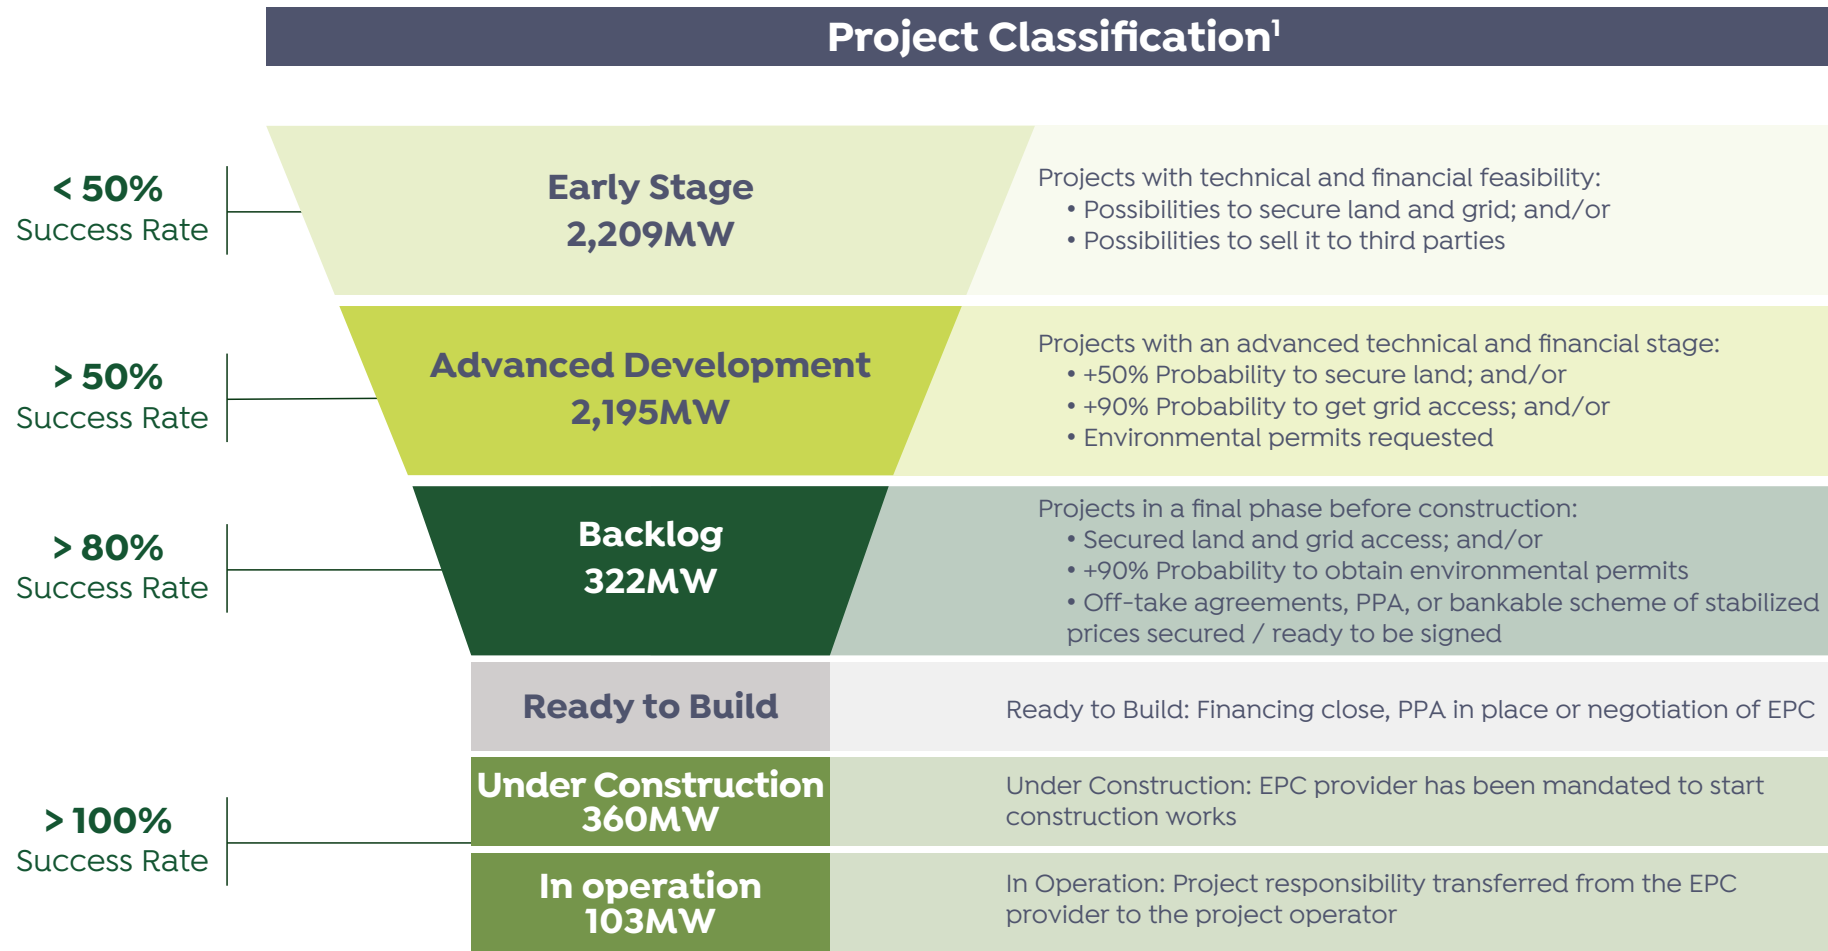 Project Classification¹
< 50%
Success Rate
Early Stage
2,209MW
Projects with technical and financial feasibility:
• Possibilities to secure land and grid; and/or
• Possibilities to sell it to third parties
> 50%
Success Rate
Advanced Development
2,195MW
Projects with an advanced technical and financial stage:
• +50% Probability to secure land; and/or
• +90% Probability to get grid access; and/or
• Environmental permits requested
> 80%
Success Rate
Backlog
322MW
Projects in a final phase before construction:
• Secured land and grid access; and/or
• +90% Probability to obtain environmental permits
• Off-take agreements, PPA, or bankable scheme of stabilized
prices secured / ready to be signed
Ready to Build
Ready to Build: Financing close, PPA in place or negotiation of EPC
> 100%
Success Rate
Under Construction
360MW
Under Construction: EPC provider has been mandated to start
construction works
In operation
103MW
In Operation: Project responsibility transferred from the EPC
provider to the project operator